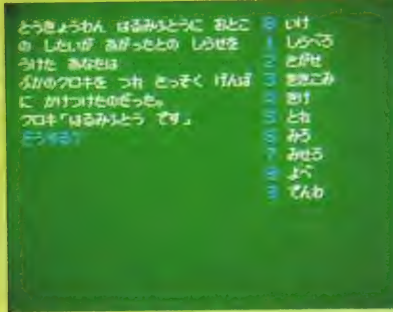 とうきょうわん はるみふとうに おとこ
の したいが あがったとの しらせを
うけた あなたは
ぶかのクロキを つれ さっそく げんば
に かけつけたのだった。
クロキ「はるみふとう です」
どうする?
0 いけ
1 しらべろ
2 さがせ
3 ききこみ
4 きけ
5 とれ
6 みろ
7 みせろ
8 よべ
9 でんわ